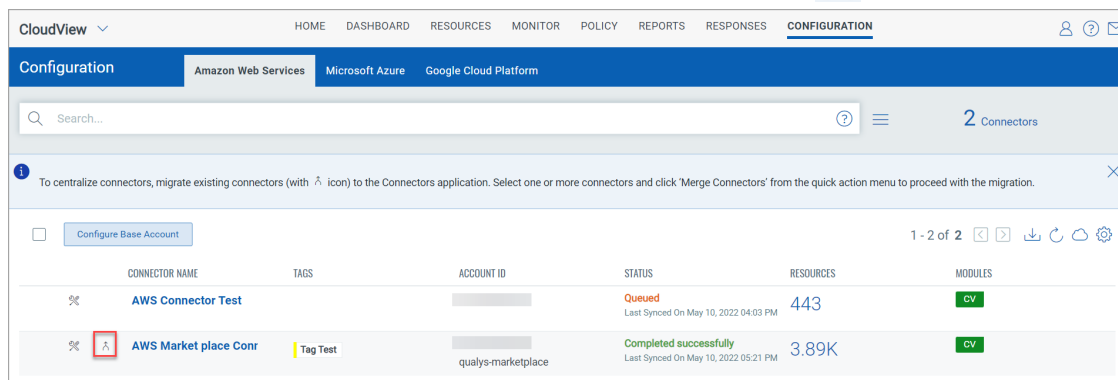 CloudView
HOME DASHBOARD RESOURCES MONITOR POLICY REPORTS RESPONSES CONFIGURATION
Configuration
Amazon Web Services Microsoft Azure Google Cloud Platform
Search...
2 Connectors
To centralize connectors, migrate existing connectors (with icon) to the Connectors application. Select one or more connectors and click 'Merge Connectors' from the quick action menu to proceed with the migration.
Configure Base Account
1 - 2 of 2
CONNECTOR NAME TAGS ACCOUNT ID STATUS RESOURCES MODULES
AWS Connector Test Queued 443 CV
Last Synced On May 10, 2022 04:03 PM
AWS Market place Conr Tag Test Completed successfully 3.89K CV
qualys-marketplace Last Synced On May 10, 2022 05:21 PM